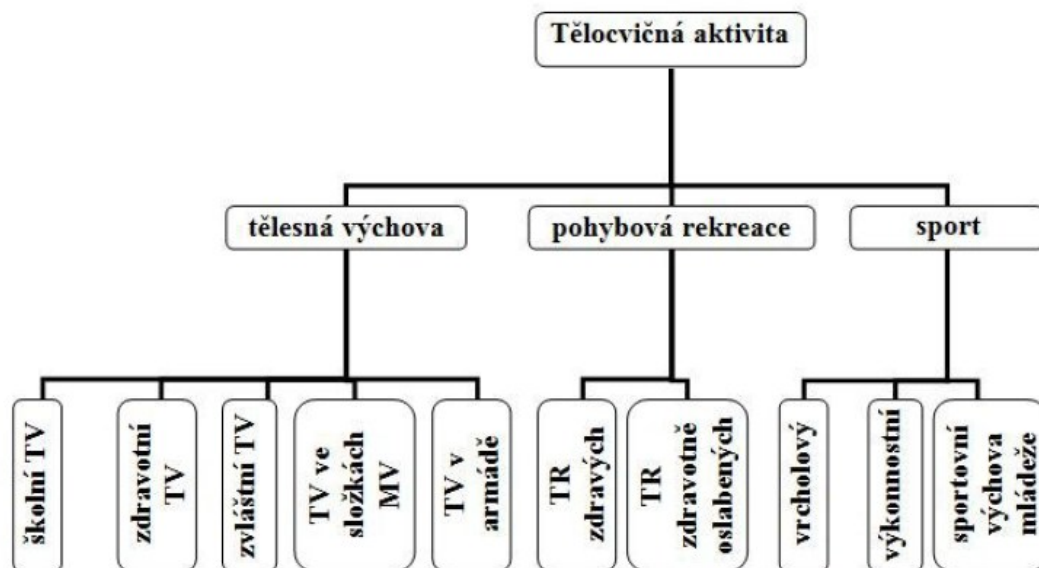 Tělocvičná aktivita
tělesná výchova
pohybová rekreace
sport
školní TV
zdravotní
TV
zvláštní TV
TV ve
složkách
MV
TV v
armádě
TR
zdravých
TR
zdravotně
oslabených
vrcholový
výkonnostní
sportovní
výchova
mládeže